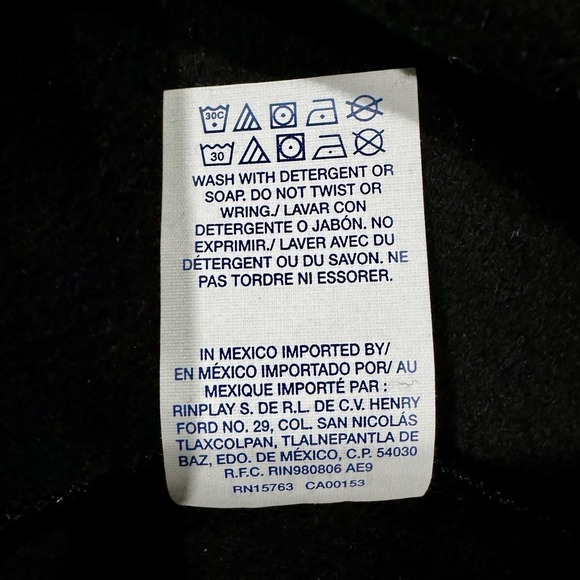 30C
30
WASH WITH DETERGENT OR
SOAP. DO NOT TWIST OR
WRING./ LAVAR CON
DETERGENTE O JABÓN. NO
EXPRIMIR./ LAVER AVEC DU
DÉTERGENT OU DU SAVON. NE
PAS TORDRE NI ESSORER.
IN MEXICO IMPORTED BY/
EN MÉXICO IMPORTADO POR/ AU
MEXIQUE IMPORTÉ PAR :
RINPLAY S. DE R.L. DE C.V. HENRY
FORD NO. 29, COL. SAN NICOLÁS
TLAXCOLPAN, TLALNEPANTLA DE
BAZ, EDO. DE MÉXICO, C.P. 54030
R.F.C. RIN980806 AE9
RN15763 CA00153